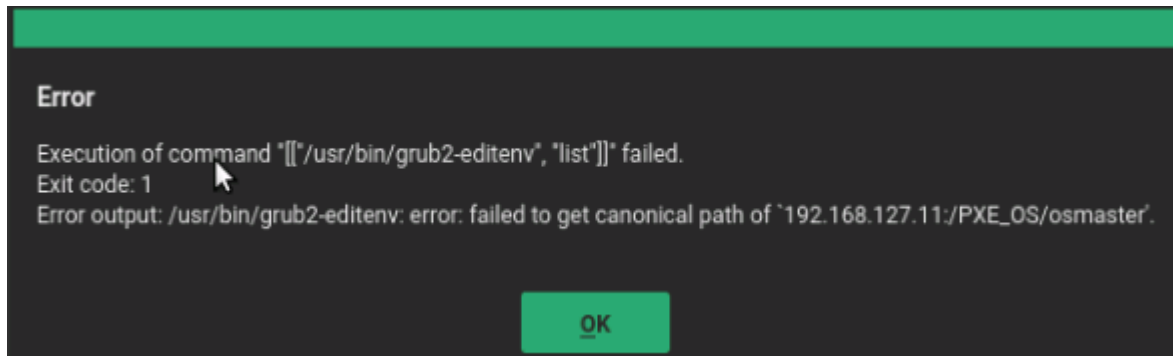 Error
Execution of command "[["/usr/bin/grub2-editenv", "list"]]" failed.
Exit code: 1
Error output: /usr/bin/grub2-editenv: error: failed to get canonical path of `192.168.127.11:/PXE_OS/osmaster'.
OK